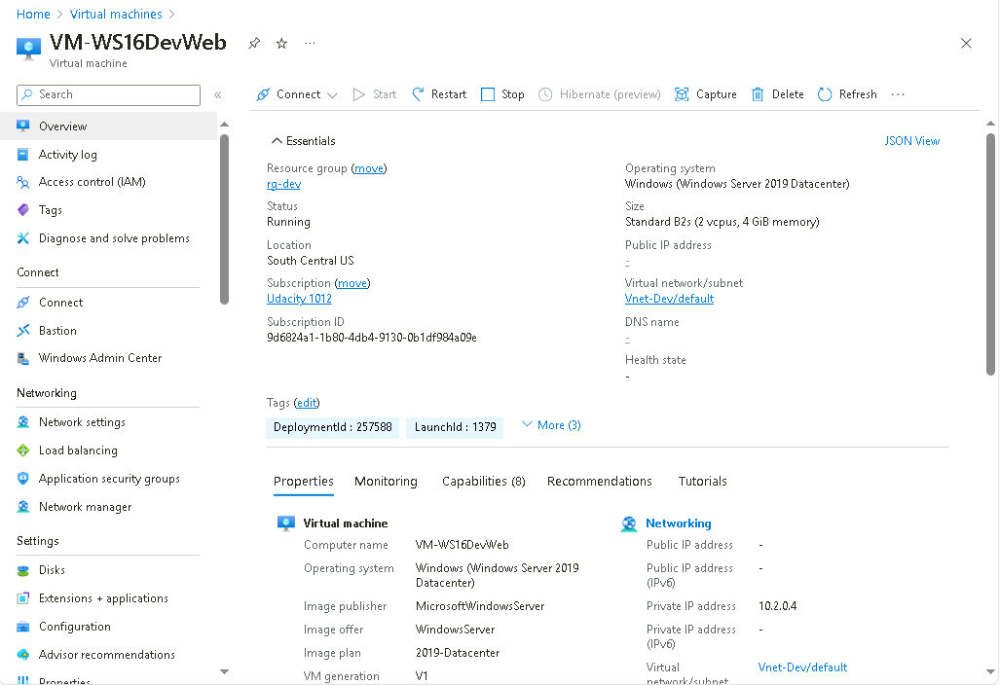 Home > Virtual machines >
VM-WS16DevWeb
Virtual machine
Search
Overview
Activity log
Access control (IAM)
Tags
Diagnose and solve problems
Connect
Connect
Bastion
Windows Admin Center
Networking
Network settings
Load balancing
Application security groups
Network manager
Settings
Disks
Extensions + applications
Configuration
Advisor recommendations
Properties
Connect Start Restart Stop Hibernate (preview) Capture Delete Refresh ...
Essentials JSON View
Resource group (move)
rg-dev
Status
Running
Location
South Central US
Subscription (move)
Udacity 1012
Subscription ID
9d6824a1-1b80-4db4-9130-0b1df984a09e
Operating system
Windows (Windows Server 2019 Datacenter)
Size
Standard B2s (2 vcpus, 4 GiB memory)
Public IP address
-
Virtual network/subnet
Vnet-Dev/default
DNS name
-
Health state
-
Tags (edit)
DeploymentId : 257588 LaunchId : 1379 More (3)
Properties Monitoring Capabilities (8) Recommendations Tutorials
Virtual machine
Computer name VM-WS16DevWeb
Operating system Windows (Windows Server 2019
Datacenter)
Image publisher MicrosoftWindowsServer
Image offer WindowsServer
Image plan 2019-Datacenter
VM generation V1
Networking
Public IP address -
Public IP address -
(IPv6)
Private IP address 10.2.0.4
Private IP address -
(IPv6)
Virtual Vnet-Dev/default
network/subnet